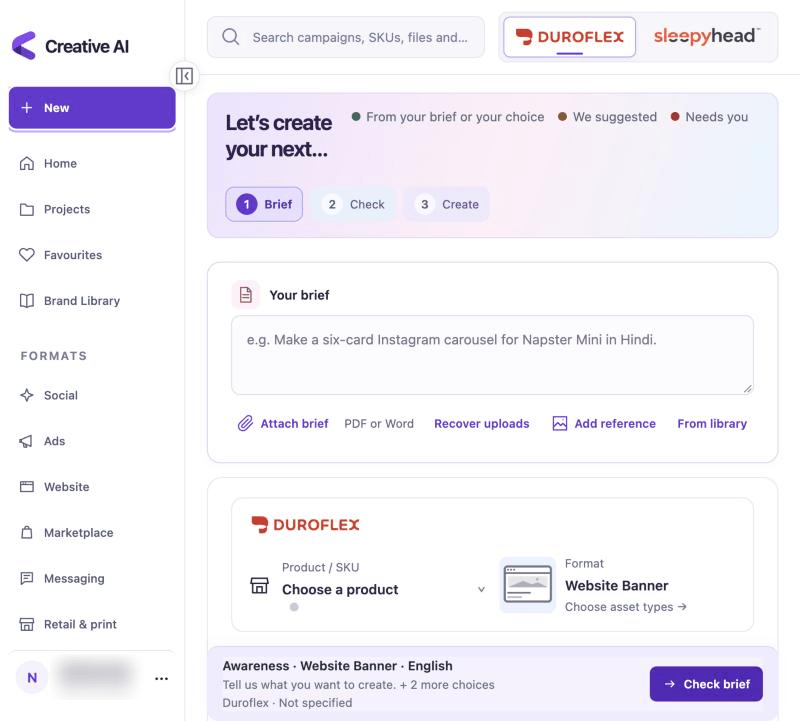 Creative AI
New
Home
Projects
Favourites
Brand Library
FORMATS
Social
Ads
Website
Marketplace
Messaging
Retail & print
N
Search campaigns, SKUs, files and...
DUROFLEX
sleepyhead™
Let's create
your next...
From your brief or your choice
We suggested
Needs you
1 Brief
2 Check
3 Create
Your brief
e.g. Make a six-card Instagram carousel for Napster Mini in Hindi.
Attach brief
PDF or Word
Recover uploads
Add reference
From library
DUROFLEX
Product / SKU
Choose a product
Format
Website Banner
Choose asset types →
Awareness · Website Banner · English
Tell us what you want to create. + 2 more choices
Duroflex · Not specified
→ Check brief